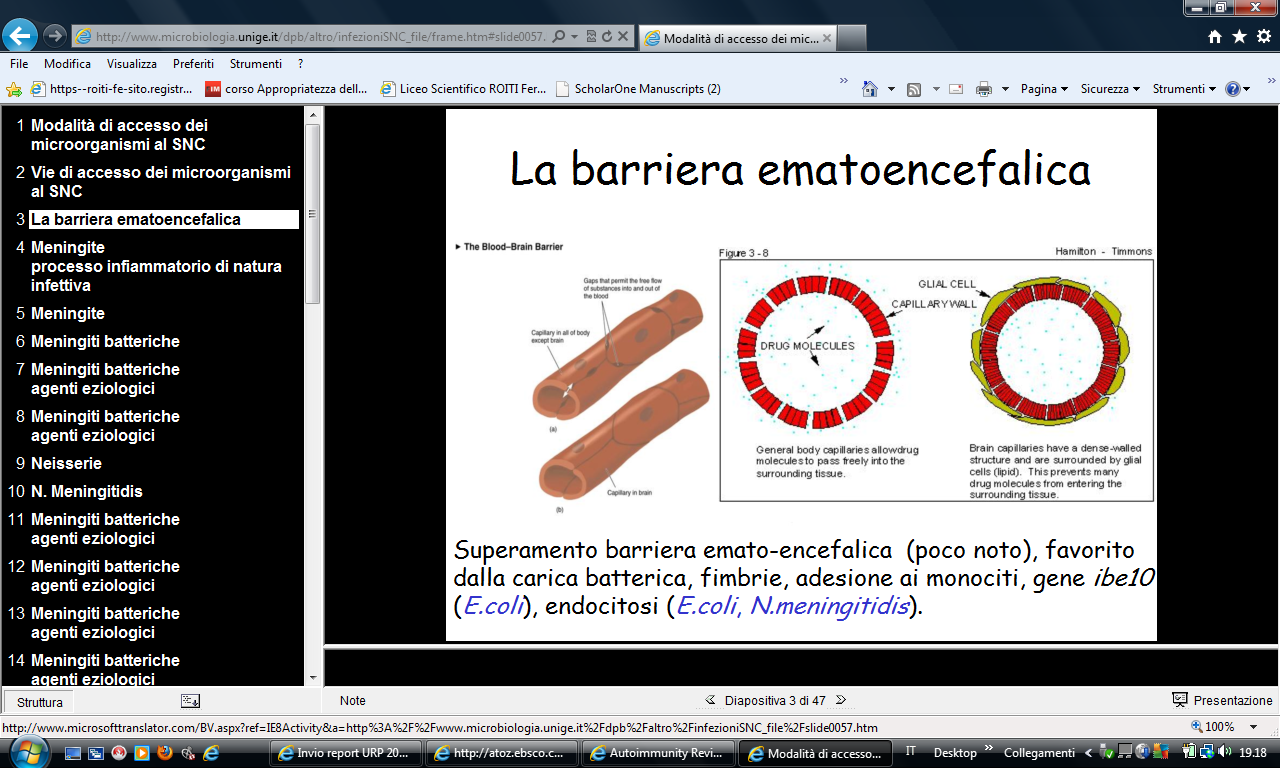 http://www.microbiologia.unige.it/dpb/altro/infezioniSNC_file/frame.htm#slide0057.
Modalità di accesso dei mic...
File Modifica Visualizza Preferiti Strumenti ?
https--roiti-fe-sito.registr... corso Appropriatezza dell... Liceo Scientifico ROITI Fer... ScholarOne Manuscripts (2) Pagina Sicurezza Strumenti
1 Modalità di accesso dei
microorganismi al SNC
2 Vie di accesso dei microorganismi
al SNC
3 La barriera ematoencefalica
4 Meningite
processo infiammatorio di natura
infettiva
5 Meningite
6 Meningiti batteriche
7 Meningiti batteriche
agenti eziologici
8 Meningiti batteriche
agenti eziologici
9 Neisserie
10 N. Meningitidis
11 Meningiti batteriche
agenti eziologici
12 Meningiti batteriche
agenti eziologici
13 Meningiti batteriche
agenti eziologici
14 Meningiti batteriche
agenti eziologici
La barriera ematoencefalica
The Blood–Brain Barrier
Gaps that permit the free flow
of substances into and out of
the blood
Capillary in all of body
except brain
(a)
Capillary in brain
(b)
Figure 3 - 8
Hamilton - Timmons
GLIAL CELL
CAPILLARY WALL
DRUG MOLECULES
General body capillaries allowdrug
molecules to pass freely into the
surrounding tissue.
Brain capillaries have a dense-walled
structure and are surrounded by glial
cells (lipid). This prevents many
drug molecules from entering the
surrounding tissue.
Superamento barriera emato-encefalica (poco noto), favorito
dalla carica batterica, fimbrie, adesione ai monociti, gene ibe10
(E.coli), endocitosi (E.coli, N.meningitidis).
Struttura
Note
Diapositiva 3 di 47
Presentazione
http://www.microsofttranslator.com/BV.aspx?ref=IE8Activity&a=http%3A%2F%2Fwww.microbiologia.unige.it%2Fdpb%2Faltro%2FinfezioniSNC_file%2Fslide0057.htm
100%
Invio report URP 20... http://atoz.ebsco.c... Autoimmunity Revi... Modalità di accesso... IT Desktop Collegamenti 19.18